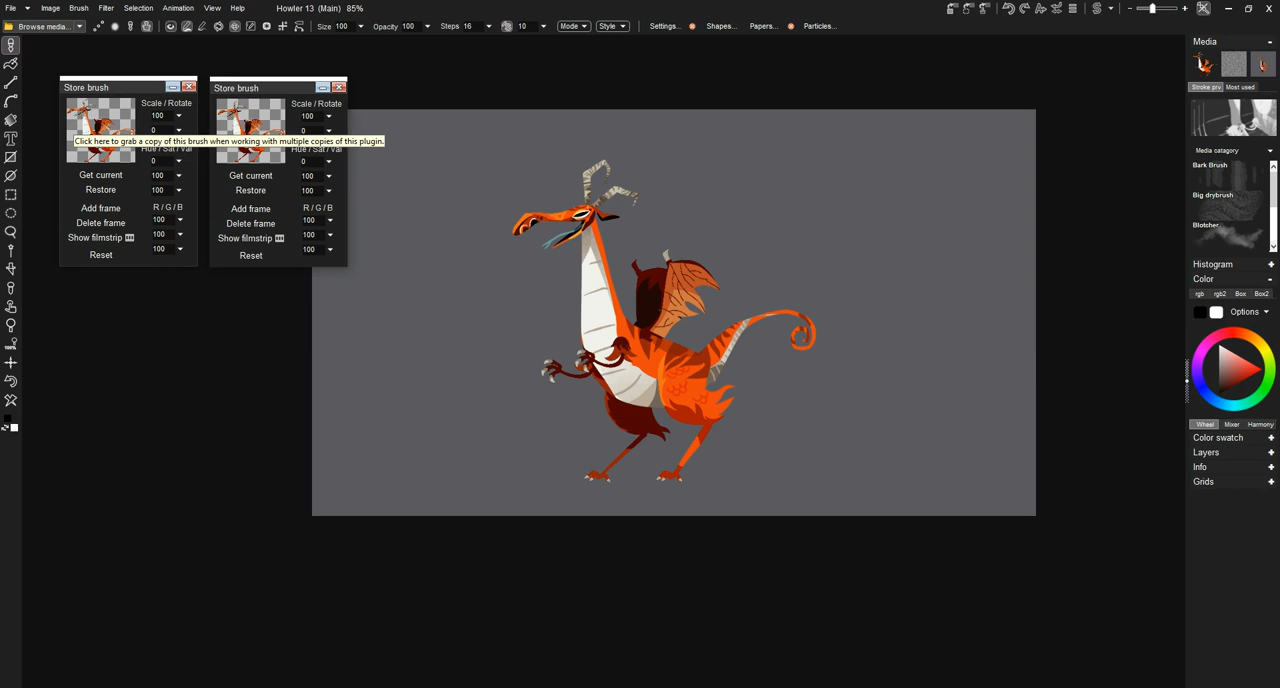 File Image Brush Filter Selection Animation View Help Howler 13 (Main) 85%
Browse media... Size 100 Opacity 100 Steps 16 10 Mode Style Settings... Shapes... Papers... Particles...
Media
Stroke prv Most used
Media catagory
Bark Brush
Big drybrush
Blotcher
Histogram
Color
rgb rgb2 Box Box2
Options
Wheel Mixer Harmony
Color swatch
Layers
Info
Grids
Store brush
Scale / Rotate
100
0
Click here to grab a copy of this brush when working with multiple copies of this plugin.
Hue / Sat / Val
Get current 100
Restore 100
Add frame R / G / B
Delete frame 100
Show filmstrip 100
Reset 100
Store brush
Scale / Rotate
100
0
Hue / Sat / Val
0
Get current 100
Restore 100
Add frame R / G / B
Delete frame 100
Show filmstrip 100
Reset 100
100%